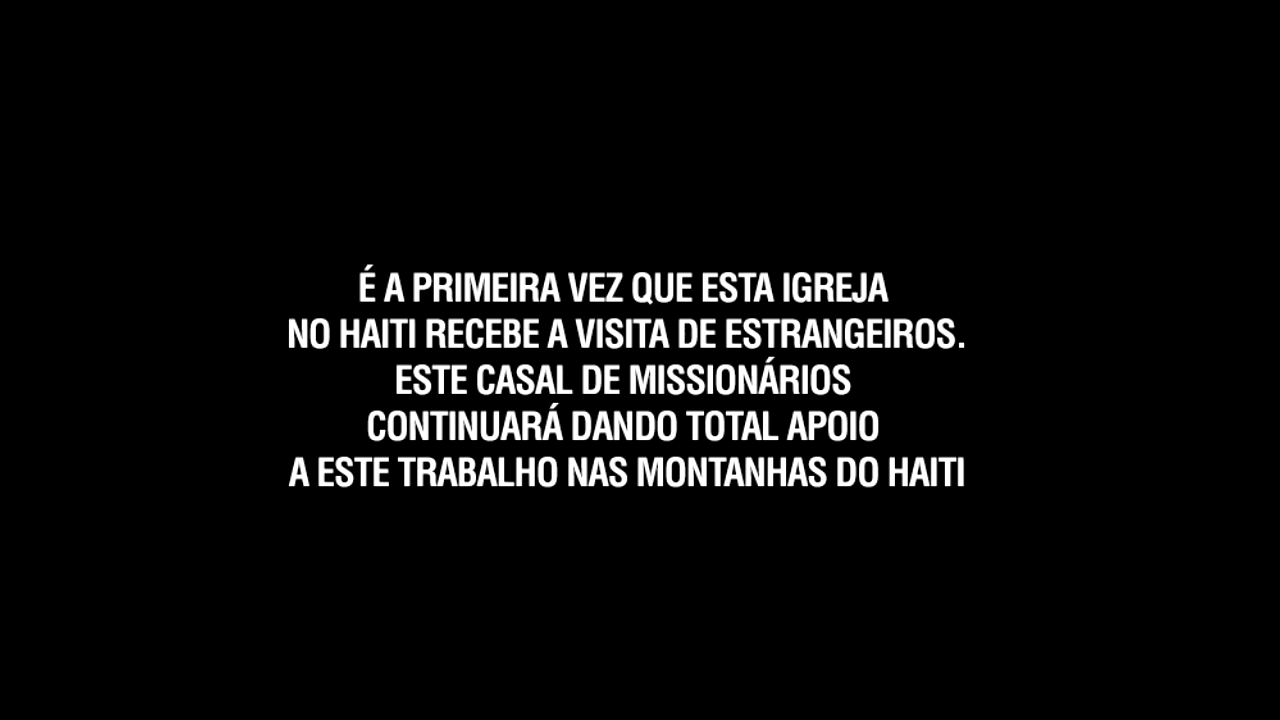 É A PRIMEIRA VEZ QUE ESTA IGREJA
NO HAITI RECEBE A VISITA DE ESTRANGEIROS.
ESTE CASAL DE MISSIONÁRIOS
CONTINUARÁ DANDO TOTAL APOIO
A ESTE TRABALHO NAS MONTANHAS DO HAITI